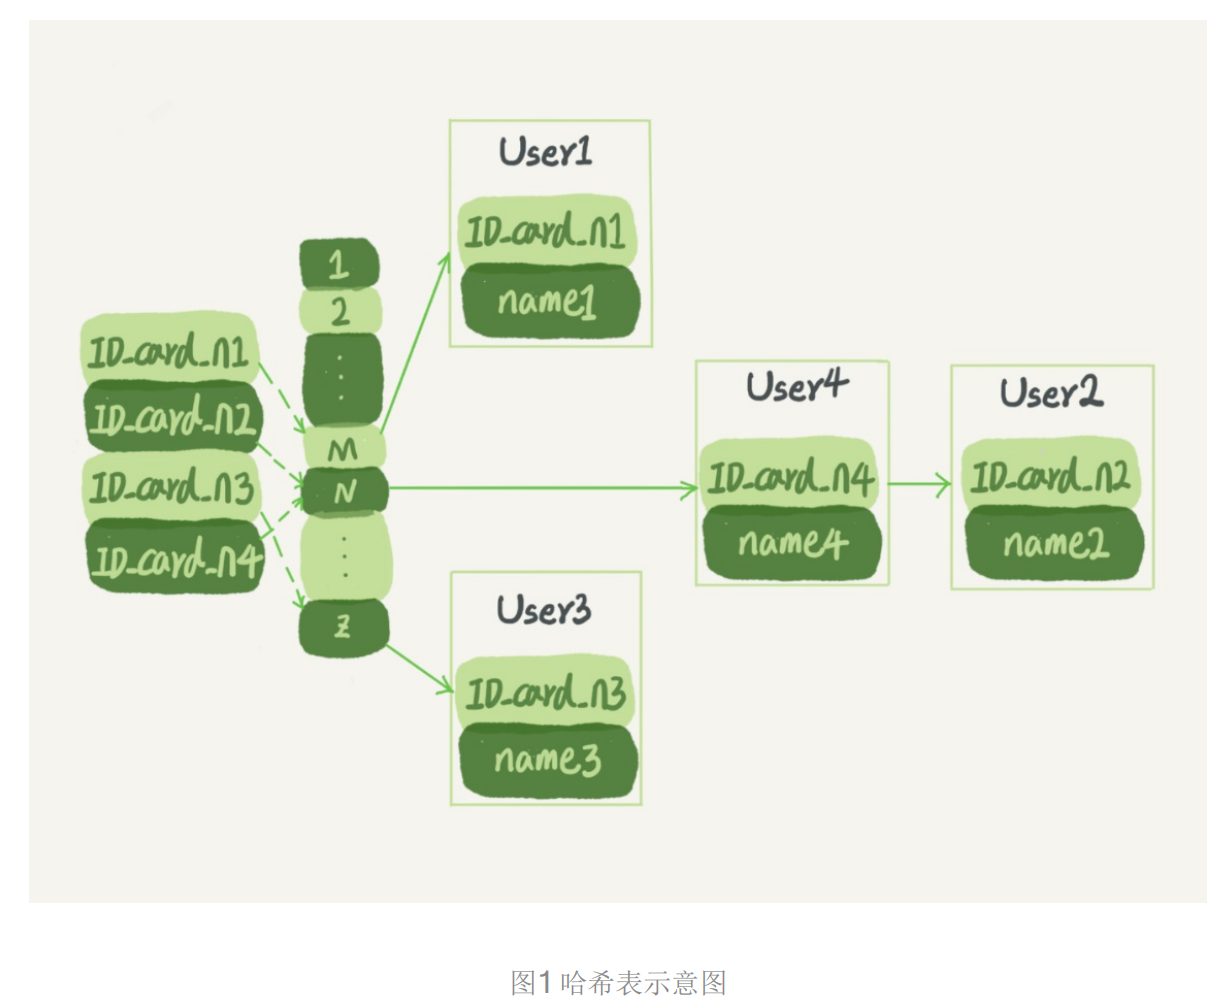 User1
ID_card_n1
name1
1
2
⋮
M
N
⋮
Z
ID_card_n1
ID_card_n2
ID_card_n3
ID_card_n4
User4
ID_card_n4
name4
User2
ID_card_n2
name2
User3
ID_card_n3
name3
图1 哈希表示意图